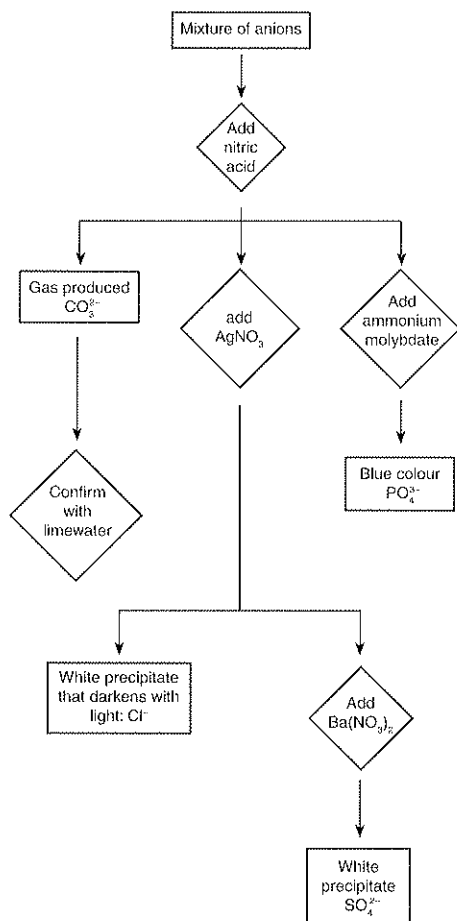 Mixture of anions
Add
nitric
acid
Gas produced
CO₃²⁻
add
AgNO₃
Add
ammonium
molybdate
Confirm
with
limewater
Blue colour
PO₄³⁻
White precipitate
that darkens with
light: Cl⁻
Add
Ba(NO₃)₂
White
precipitate
SO₄²⁻